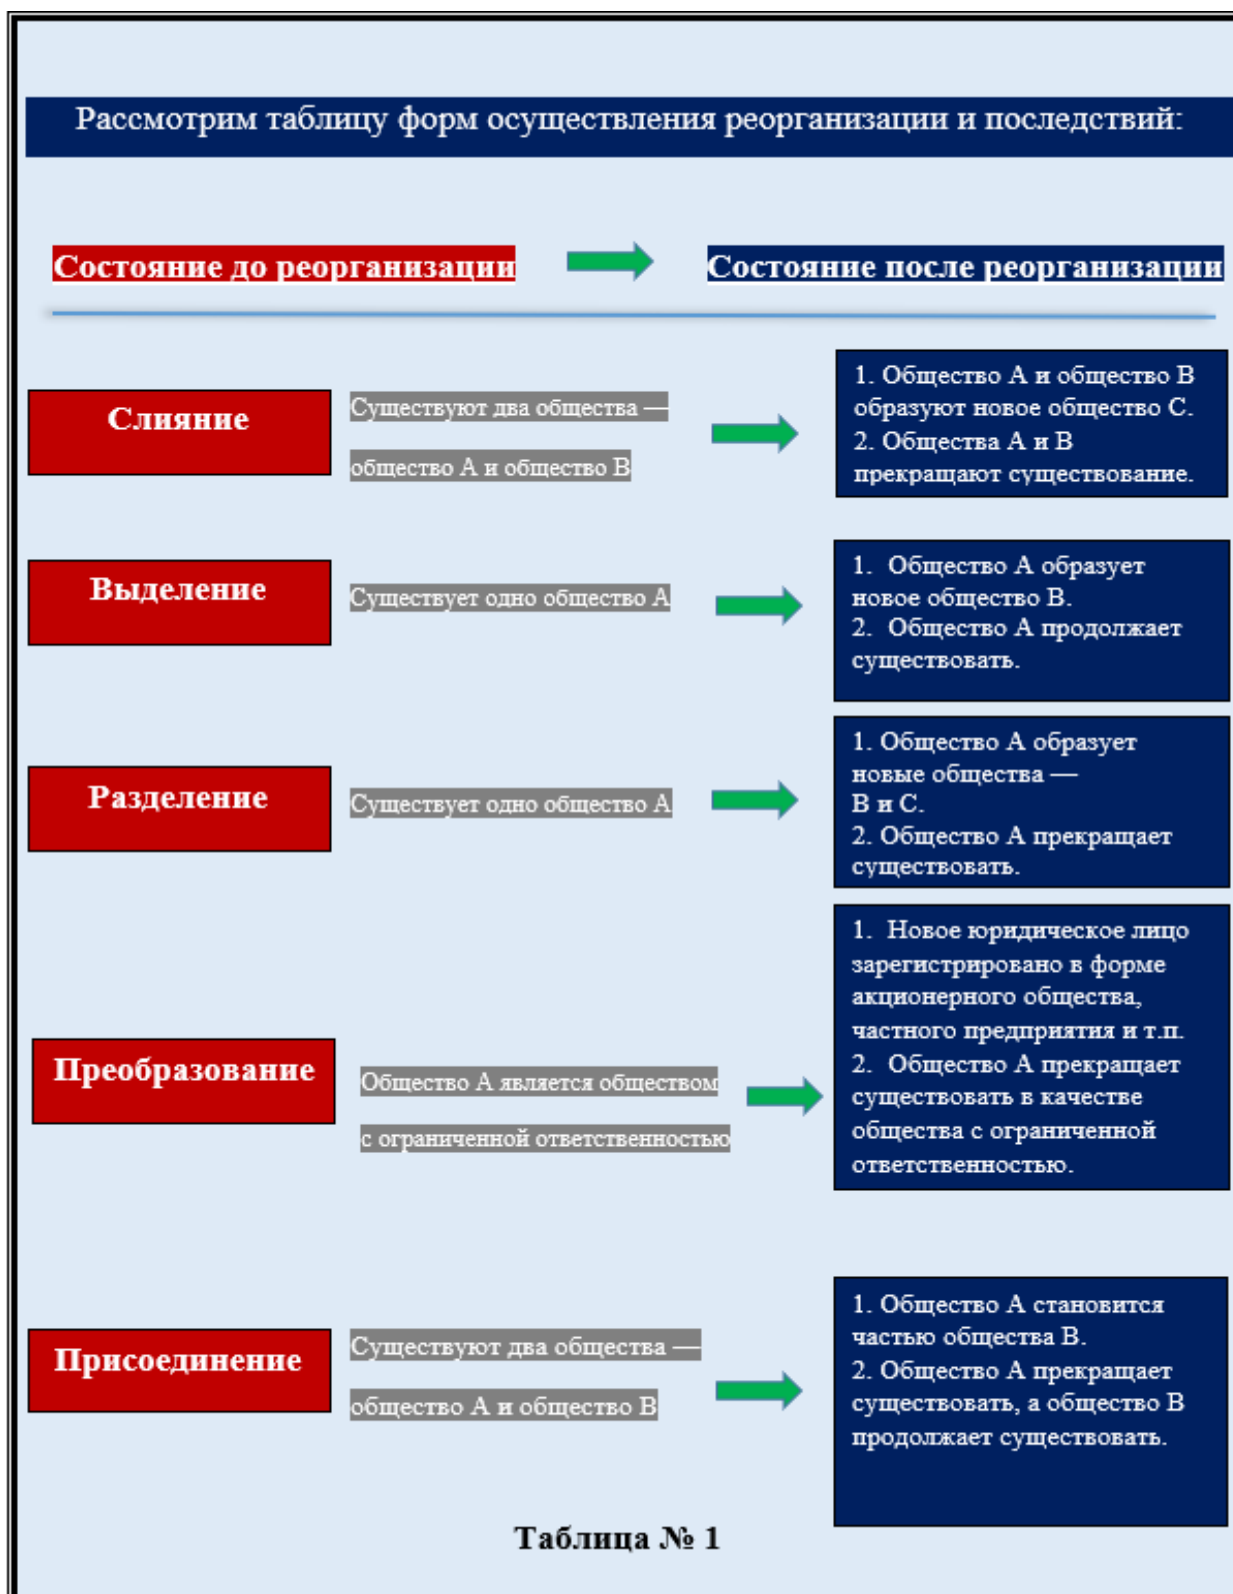 Рассмотрим таблицу форм осуществления реорганизации и последствий:
Состояние до реорганизации
Состояние после реорганизации
Слияние
Существуют два общества —
общество А и общество В
1. Общество А и общество В
образуют новое общество С.
2. Общества А и В
прекращают существование.
Выделение
Существует одно общество А
1. Общество А образует
новое общество В.
2. Общество А продолжает
существовать.
Разделение
Существует одно общество А
1. Общество А образует
новые общества —
В и С.
2. Общество А прекращает
существовать.
Преобразование
Общество А является обществом
с ограниченной ответственностью
1. Новое юридическое лицо
зарегистрировано в форме
акционерного общества,
частного предприятия и т.п.
2. Общество А прекращает
существовать в качестве
общества с ограниченной
ответственностью.
Присоединение
Существуют два общества —
общество А и общество В
1. Общество А становится
частью общества В.
2. Общество А прекращает
существовать, а общество В
продолжает существовать.
Таблица № 1